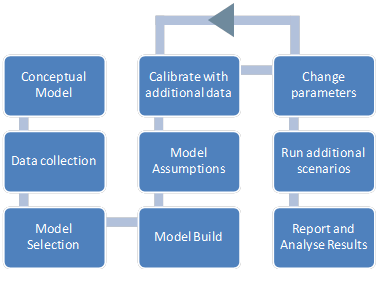 Conceptual
Model
Calibrate with
additional data
Change
parameters
Data collection
Model
Assumptions
Run additional
scenarios
Model
Selection
Model Build
Report and
Analyse Results